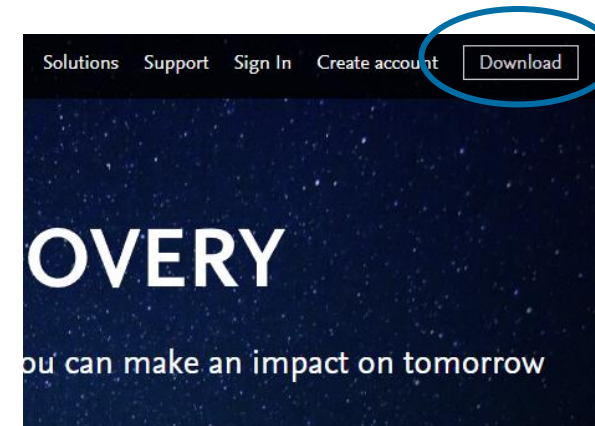 Solutions Support Sign In Create account Download
OVERY
ou can make an impact on tomorrow